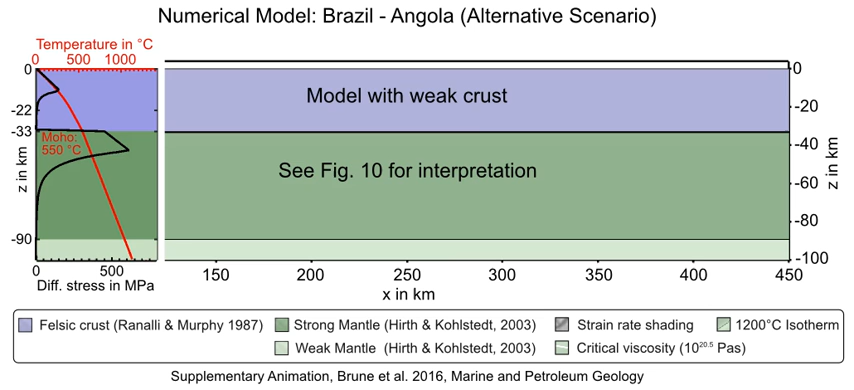 Numerical Model: Brazil - Angola (Alternative Scenario)
Temperature in °C
0 500 1000
0
-22
-33
-90
z in km
Moho:
550 °C
0 500
Diff. stress in MPa
Model with weak crust
See Fig. 10 for interpretation
0
-20
-40
-60
-80
-100
z in km
150 200 250 300 350 400 450
x in km
Felsic crust (Ranalli & Murphy 1987) Strong Mantle (Hirth & Kohlstedt, 2003) Strain rate shading 1200°C Isotherm
Weak Mantle (Hirth & Kohlstedt, 2003) Critical viscosity (10^20.5 Pas)
Supplementary Animation, Brune et al. 2016, Marine and Petroleum Geology